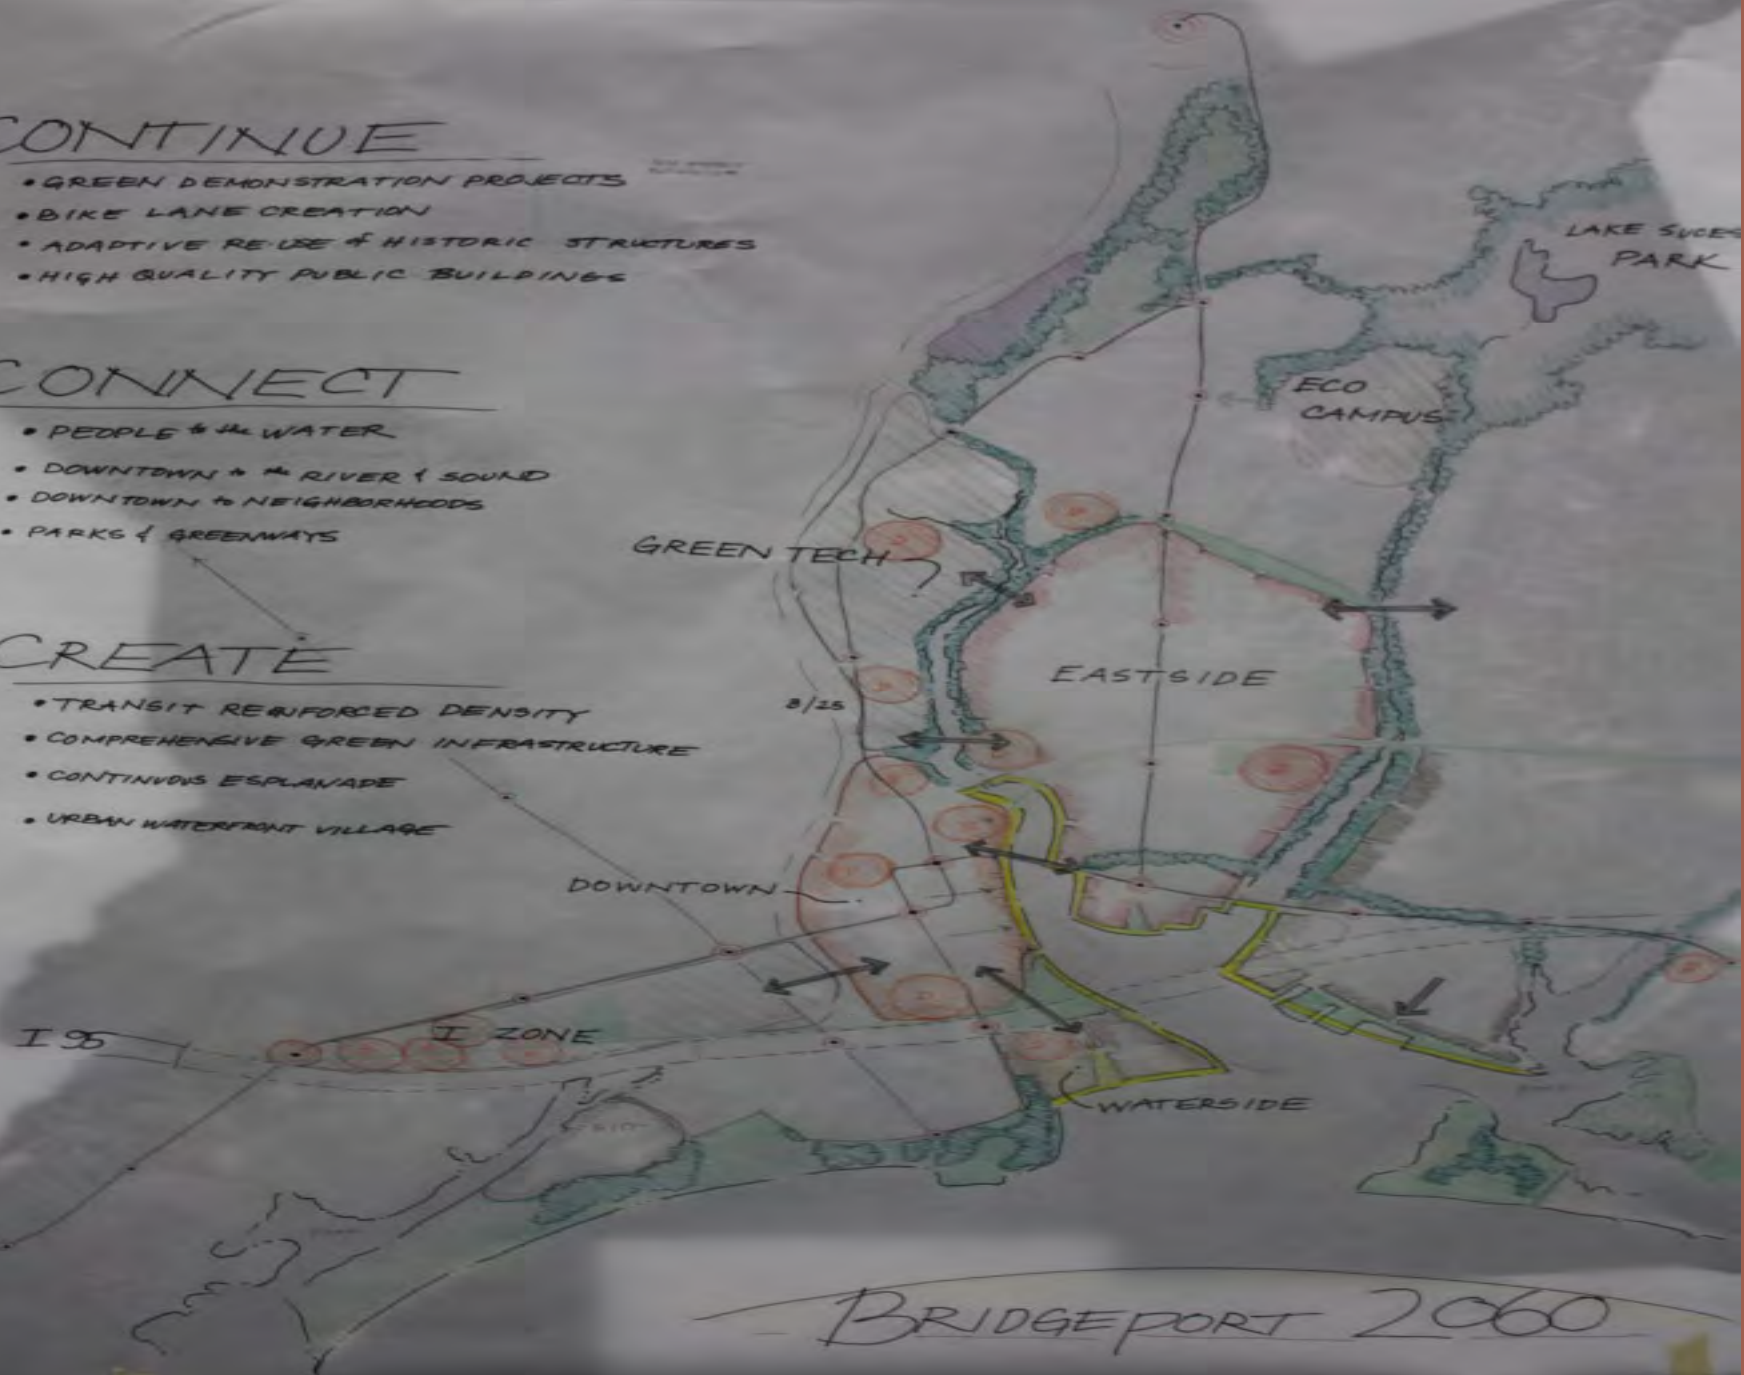 CONTINUE
• GREEN DEMONSTRATION PROJECTS
• BIKE LANE CREATION
• ADAPTIVE RE-USE of HISTORIC STRUCTURES
• HIGH QUALITY PUBLIC BUILDINGS
CONNECT
• PEOPLE to the WATER
• DOWNTOWN to the RIVER & SOUND
• DOWNTOWN to NEIGHBORHOODS
• PARKS & GREENWAYS
CREATE
• TRANSIT REINFORCED DENSITY
• COMPREHENSIVE GREEN INFRASTRUCTURE
• CONTINUOUS ESPLANADE
• URBAN WATERFRONT VILLAGE
LAKE SUCES
PARK
ECO
CAMPUS
GREEN TECH
EASTSIDE
8/25
DOWNTOWN
I ZONE
I 95
WATERSIDE
BRIDGEPORT 2060